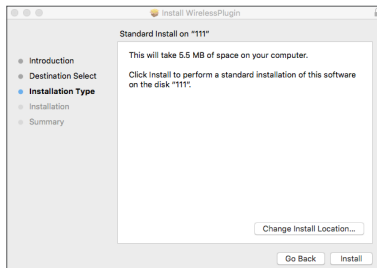 Install WirelessPlugin
Standard Install on "111"
Introduction
Destination Select
Installation Type
Installation
Summary
This will take 5.5 MB of space on your computer.
Click Install to perform a standard installation of this software
on the disk "111".
Change Install Location...
Go Back
Install